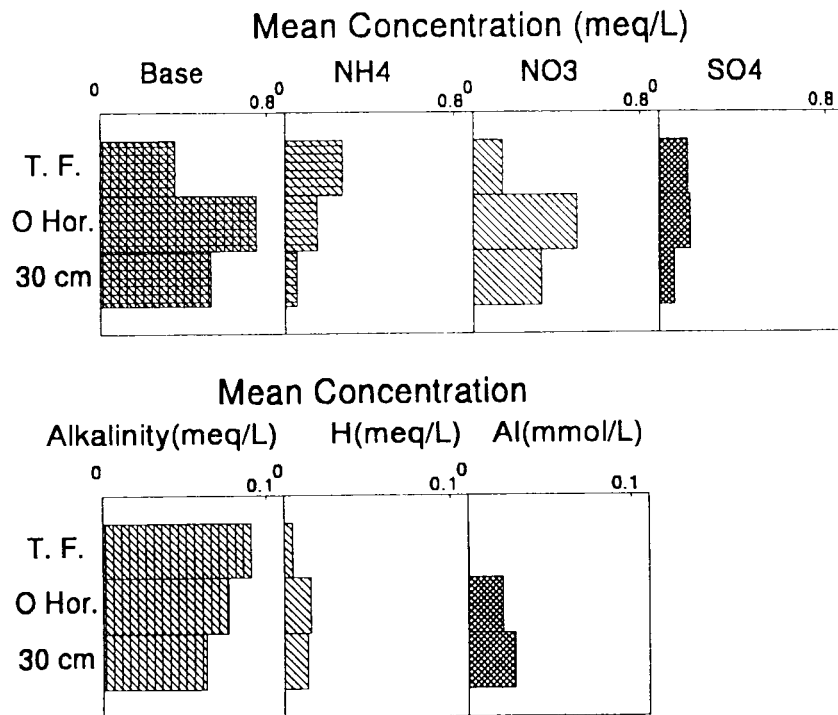 Mean Concentration (meq/L)
Base NH4 NO3 SO4
0 0.8 0 0.8 0 0.8 0 0.8
T. F.
O Hor.
30 cm
Mean Concentration
Alkalinity(meq/L) H(meq/L) Al(mmol/L)
0 0.1 0 0.1 0 0.1
T. F.
O Hor.
30 cm